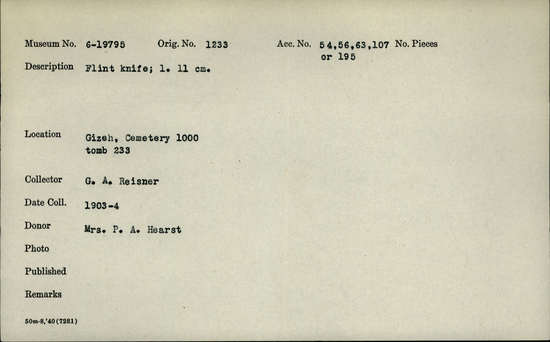 Museum No. 6-19795 Orig. No. 1233 Acc. No. 54,56,63,107 No. Pieces
or 195
Description Flint knife; l. 11 cm.
Location Gizeh, Cemetery 1000
tomb 233
Collector G. A. Reisner
Date Coll. 1903-4
Donor Mrs. P. A. Hearst
Photo
Published
Remarks
50m-8,'40(7281)